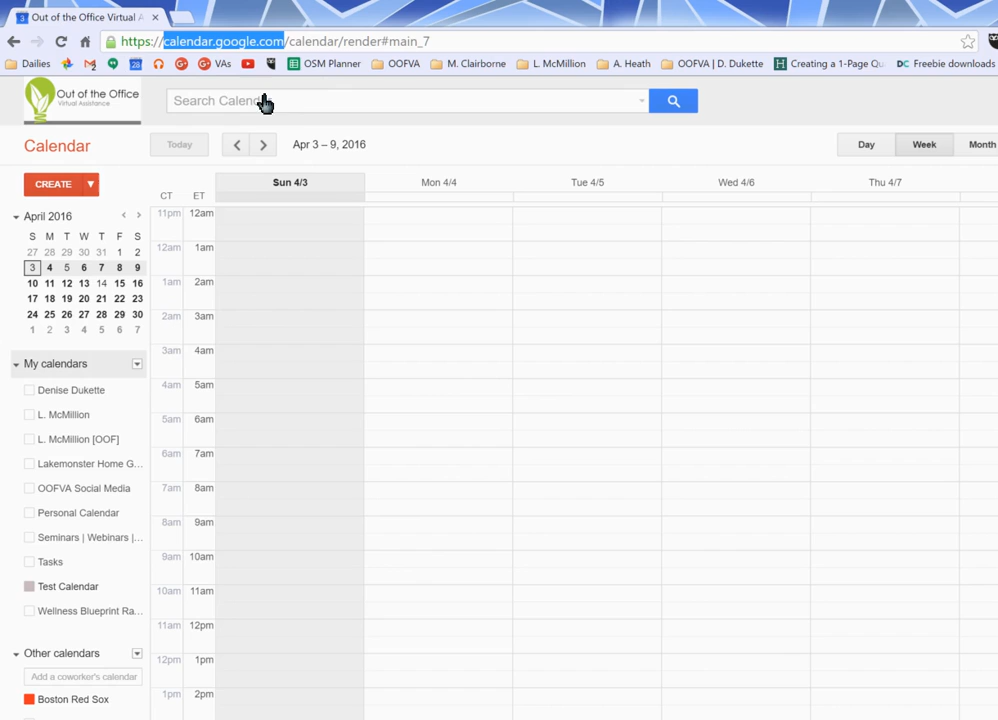 Out of the Office Virtual A
https://calendar.google.com/calendar/render#main_7
Dailies VAs OSM Planner OOFVA M. Clairborne L. McMillion A. Heath OOFVA | D. Dukette Creating a 1-Page Qu Freebie downloads
Out of the Office
Virtual Assistance
Search Calend
Calendar
Today
Apr 3 – 9, 2016
Day Week Month
CREATE
Sun 4/3 Mon 4/4 Tue 4/5 Wed 4/6 Thu 4/7
CT ET
April 2016
S M T W T F S
27 28 29 30 31 1 2
3 4 5 6 7 8 9
10 11 12 13 14 15 16
17 18 19 20 21 22 23
24 25 26 27 28 29 30
1 2 3 4 5 6 7
My calendars
Denise Dukette
L. McMillion
L. McMillion [OOF]
Lakemonster Home G...
OOFVA Social Media
Personal Calendar
Seminars | Webinars |...
Tasks
Test Calendar
Wellness Blueprint Ra...
Other calendars
Add a coworker's calendar
Boston Red Sox
11pm 12am
12am 1am
1am 2am
2am 3am
3am 4am
4am 5am
5am 6am
6am 7am
7am 8am
8am 9am
9am 10am
10am 11am
11am 12pm
12pm 1pm
1pm 2pm